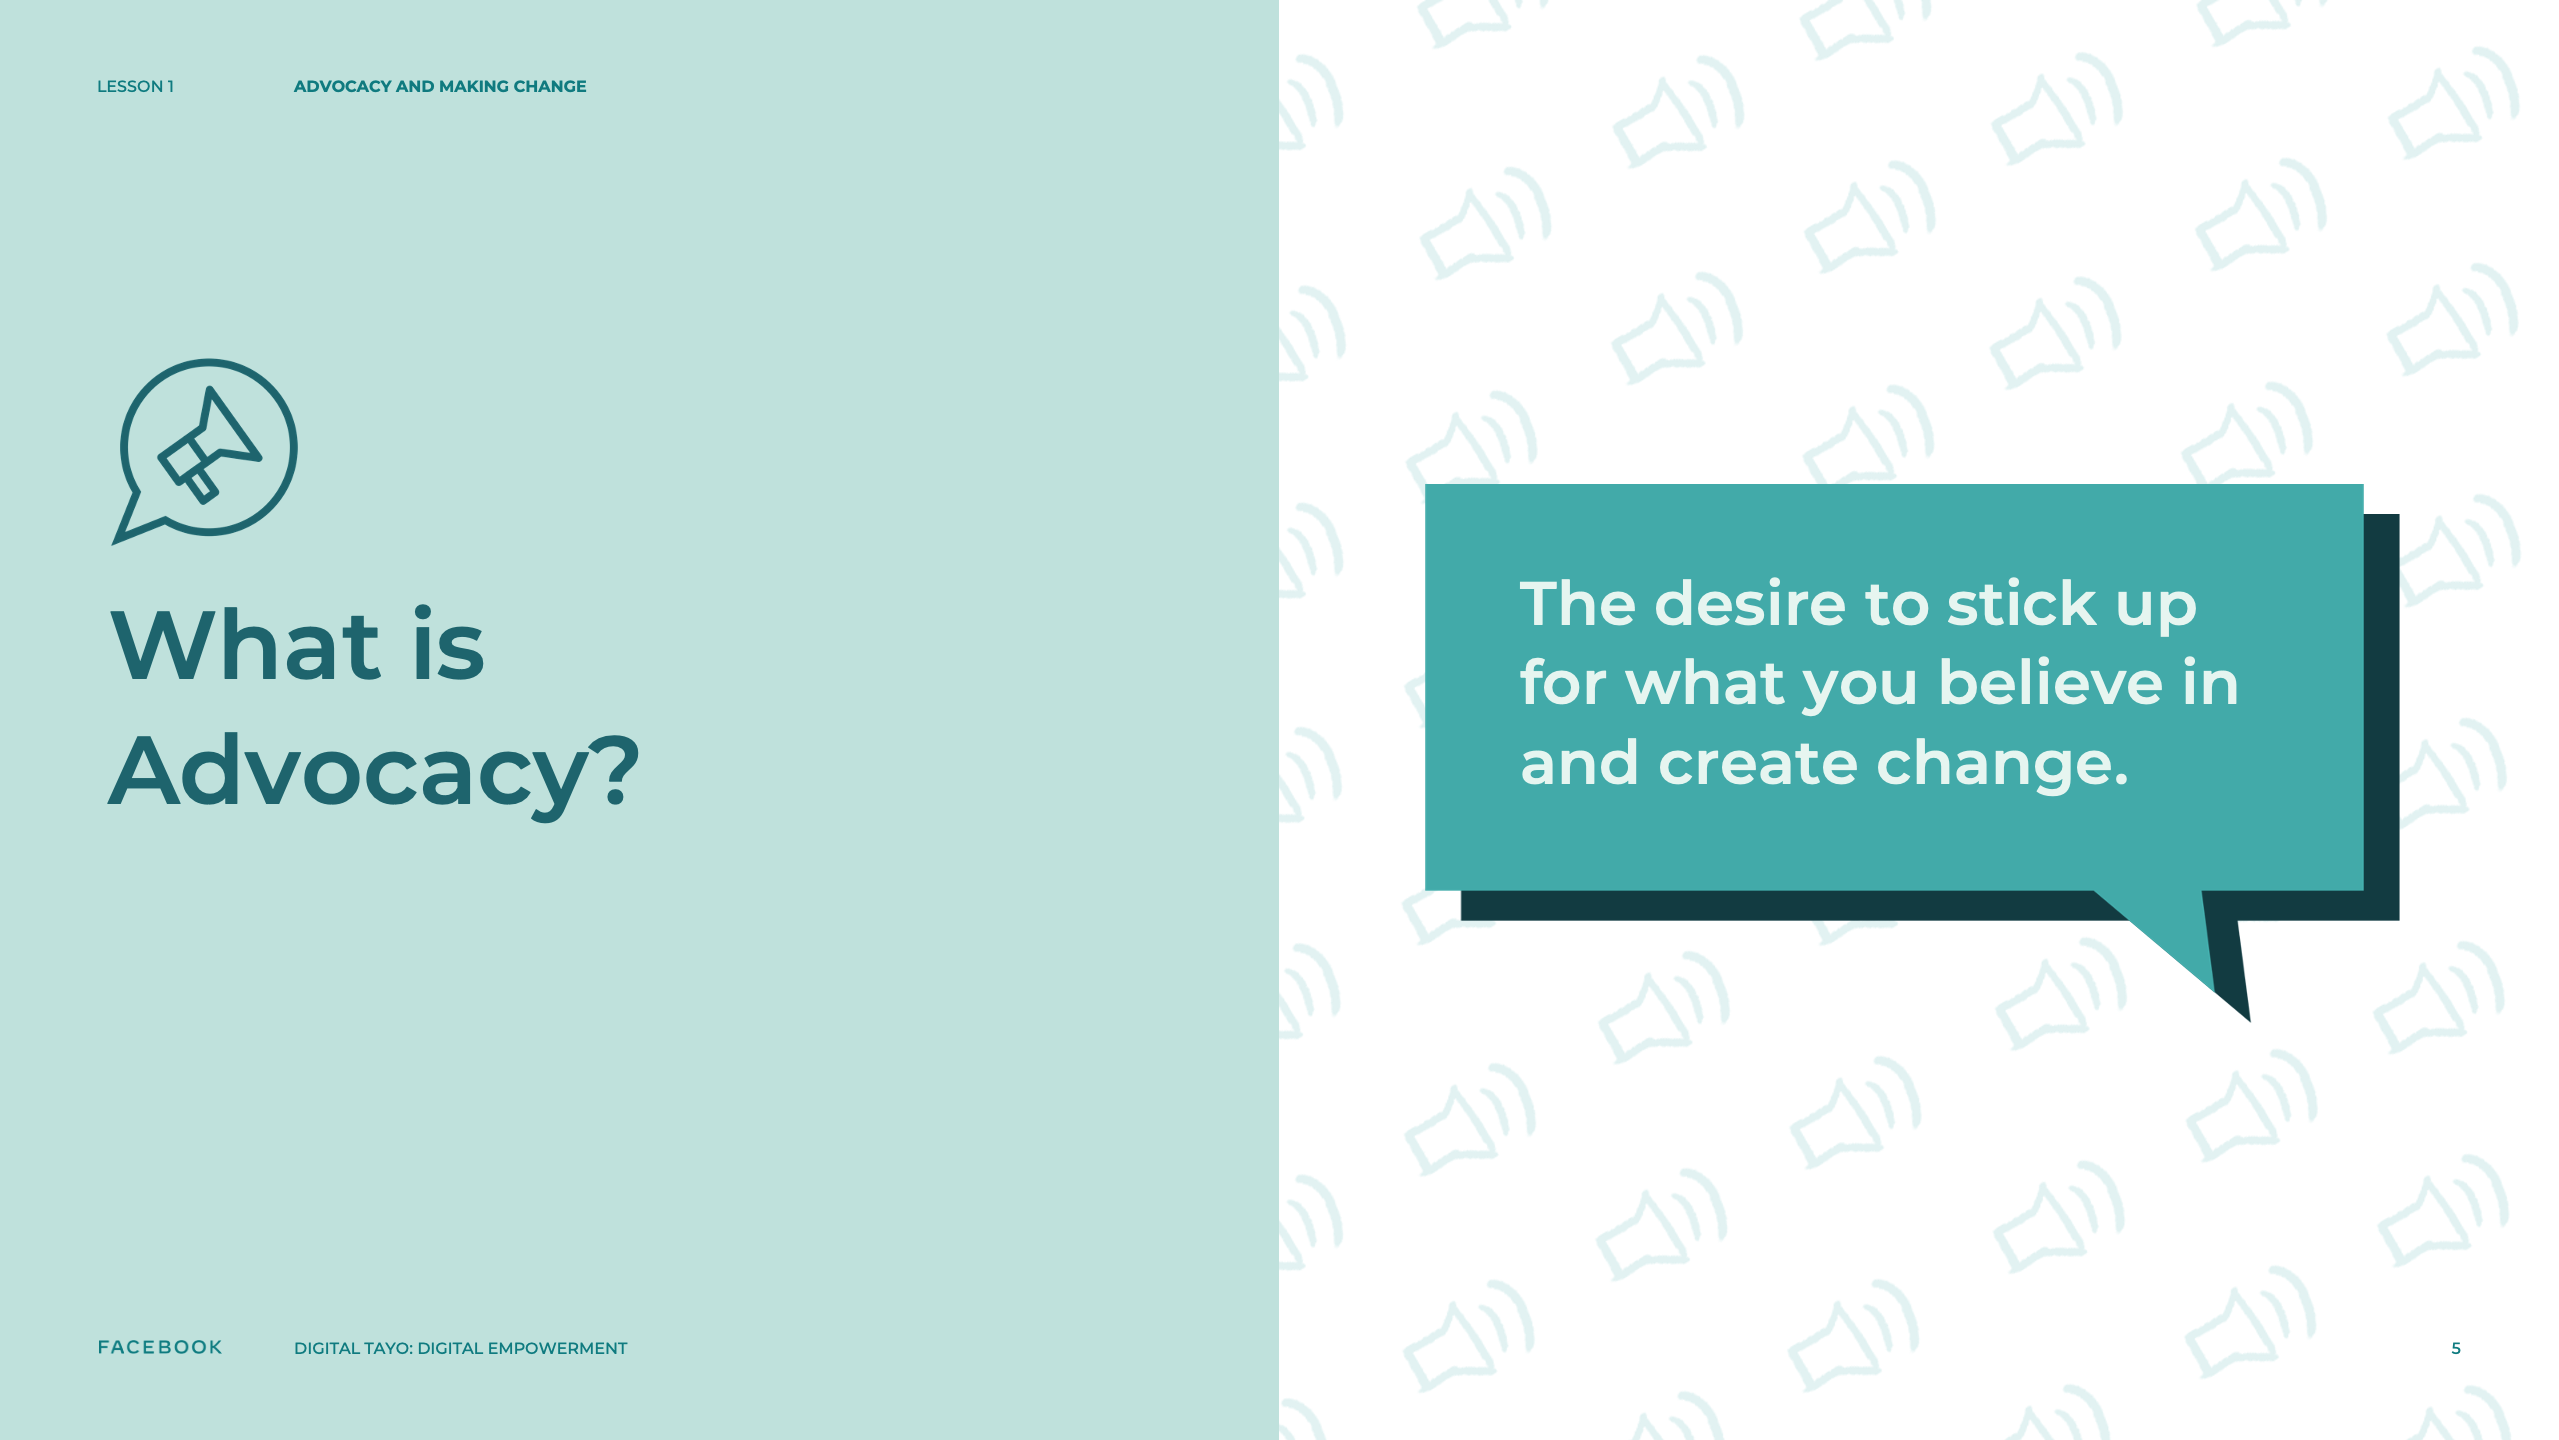 LESSON 1
ADVOCACY AND MAKING CHANGE
What is
Advocacy?
The desire to stick up
for what you believe in
and create change.
FACEBOOK
DIGITAL TAYO: DIGITAL EMPOWERMENT
5